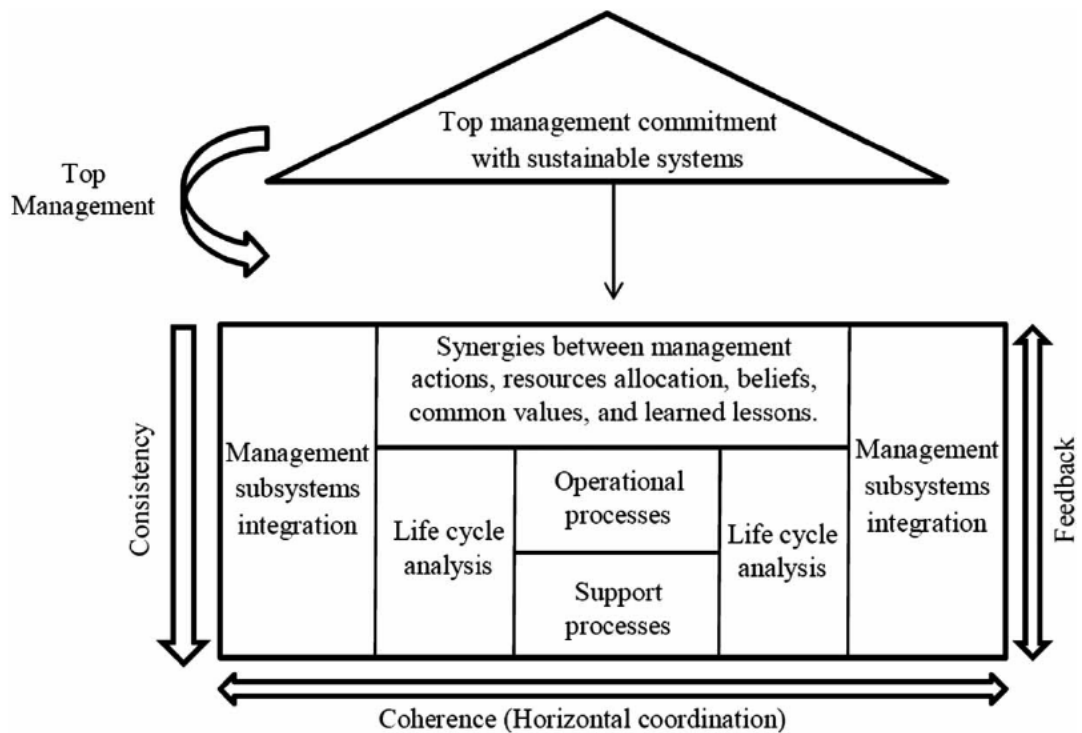 Top management commitment
with sustainable systems
Top
Management
Synergies between management
actions, resources allocation, beliefs,
common values, and learned lessons.
Consistency
Management
subsystems
integration
Life cycle
analysis
Operational
processes
Support
processes
Life cycle
analysis
Management
subsystems
integration
Feedback
Coherence (Horizontal coordination)